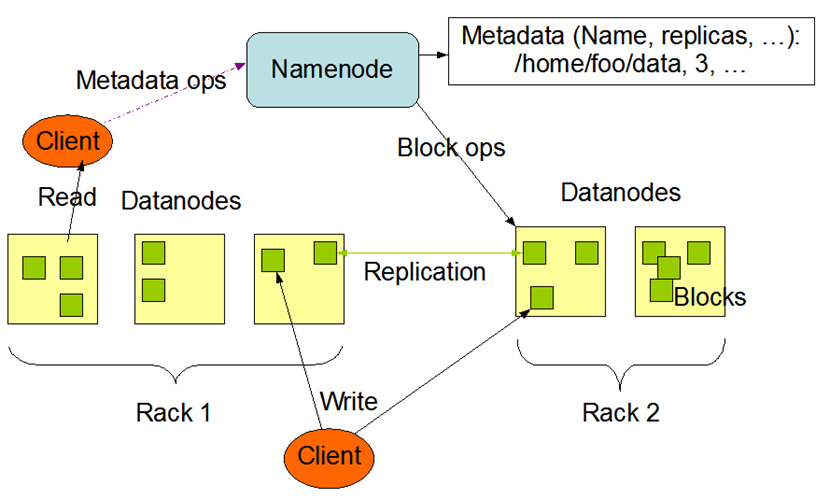 Metadata (Name, replicas, …):
/home/foo/data, 3, …
Namenode
Metadata ops
Client
Block ops
Read
Datanodes
Datanodes
Replication
Blocks
Rack 1
Write
Rack 2
Client